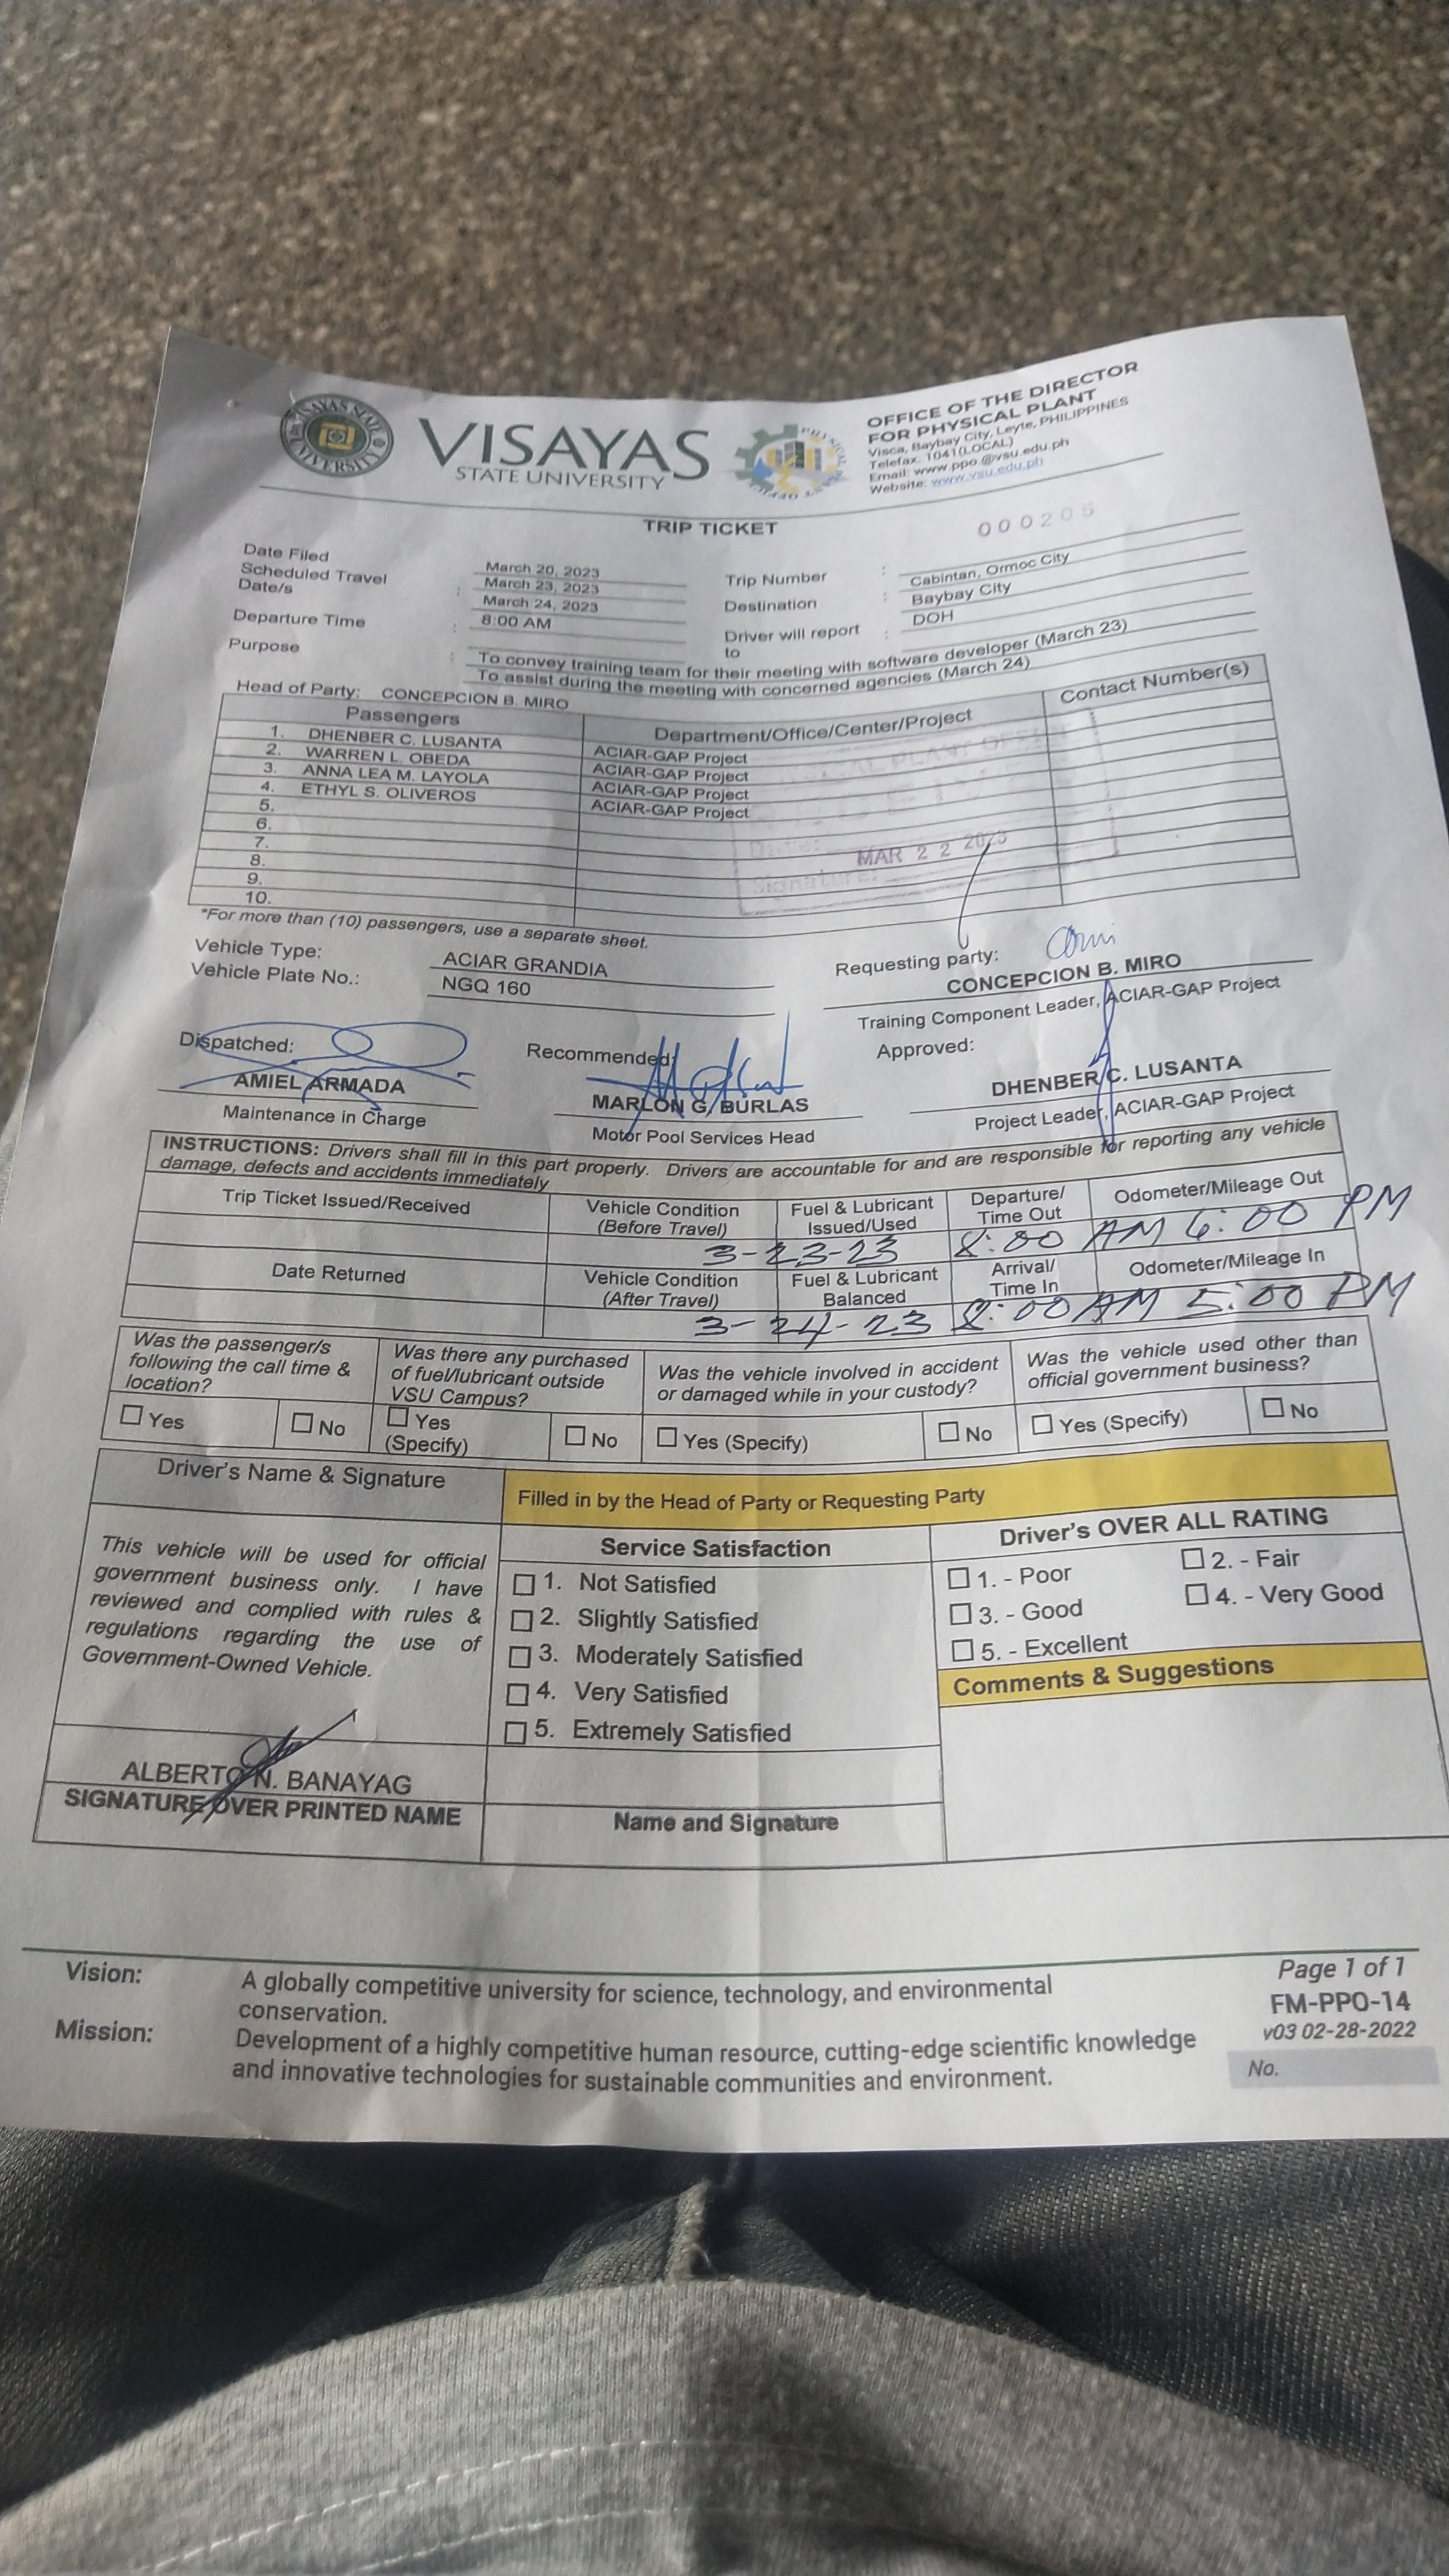 VISAYAS STATE UNIVERSITY
VISAYAS
STATE UNIVERSITY
OFFICE OF THE DIRECTOR
FOR PHYSICAL PLANT
Visca, Baybay City, Leyte, PHILIPPINES
Telefax: 1041(LOCAL)
Email: www.ppo@vsu.edu.ph
Website: www.vsu.edu.ph
TRIP TICKET
000205
Date Filed March 20, 2023
Scheduled Travel Date/s : March 23, 2023
March 24, 2023
Departure Time : 8:00 AM
Trip Number :
Destination : Cabintan, Ormoc City
Baybay City
Driver will report to : DOH
Purpose : To convey training team for their meeting with software developer (March 23)
To assist during the meeting with concerned agencies (March 24)
Head of Party: CONCEPCION B. MIRO
Passengers Department/Office/Center/Project Contact Number(s)
1. DHENBER C. LUSANTA ACIAR-GAP Project
2. WARREN L. OBEDA ACIAR-GAP Project
3. ANNA LEA M. LAYOLA ACIAR-GAP Project
4. ETHYL S. OLIVEROS ACIAR-GAP Project
5.
6.
7.
8.
9.
10.
Date: MAR 22 2023
Signature:
*For more than (10) passengers, use a separate sheet.
Vehicle Type: ACIAR GRANDIA
Vehicle Plate No.: NGQ 160
Requesting party:
CONCEPCION B. MIRO
Training Component Leader, ACIAR-GAP Project
Dispatched:
AMIEL ARMADA
Maintenance in Charge
Recommended:
MARLON G. BURLAS
Motor Pool Services Head
Approved:
DHENBER C. LUSANTA
Project Leader, ACIAR-GAP Project
INSTRUCTIONS: Drivers shall fill in this part properly. Drivers are accountable for and are responsible for reporting any vehicle
damage, defects and accidents immediately
Trip Ticket Issued/Received Vehicle Condition (Before Travel) Fuel & Lubricant Issued/Used Departure/ Time Out Odometer/Mileage Out
3-23-23 8:00 AM 6:00 PM
Date Returned Vehicle Condition (After Travel) Fuel & Lubricant Balanced Arrival/ Time In Odometer/Mileage In
3-24-23 8:00AM 5:00 PM
Was the passenger/s following the call time & location?
Yes No
Was there any purchased of fuel/lubricant outside VSU Campus?
Yes (Specify) No
Was the vehicle involved in accident or damaged while in your custody?
Yes (Specify) No
Was the vehicle used other than official government business?
Yes (Specify) No
Driver's Name & Signature
Filled in by the Head of Party or Requesting Party
This vehicle will be used for official
government business only. I have
reviewed and complied with rules &
regulations regarding the use of
Government-Owned Vehicle.
ALBERTO N. BANAYAG
SIGNATURE OVER PRINTED NAME
Service Satisfaction
1. Not Satisfied
2. Slightly Satisfied
3. Moderately Satisfied
4. Very Satisfied
5. Extremely Satisfied
Name and Signature
Driver's OVER ALL RATING
1. - Poor 2. - Fair
3. - Good 4. - Very Good
5. - Excellent
Comments & Suggestions
Vision: A globally competitive university for science, technology, and environmental
conservation.
Mission: Development of a highly competitive human resource, cutting-edge scientific knowledge
and innovative technologies for sustainable communities and environment.
Page 1 of 1
FM-PPO-14
v03 02-28-2022
No.